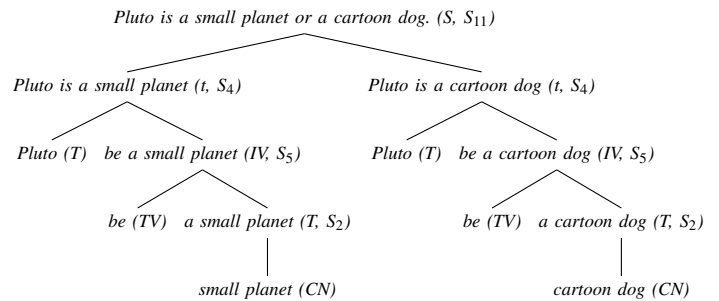 Pluto is a small planet or a cartoon dog. (S, S11)
Pluto is a small planet (t, S4) Pluto is a cartoon dog (t, S4)
Pluto (T) be a small planet (IV, S5) Pluto (T) be a cartoon dog (IV, S5)
be (TV) a small planet (T, S2) be (TV) a cartoon dog (T, S2)
small planet (CN) cartoon dog (CN)